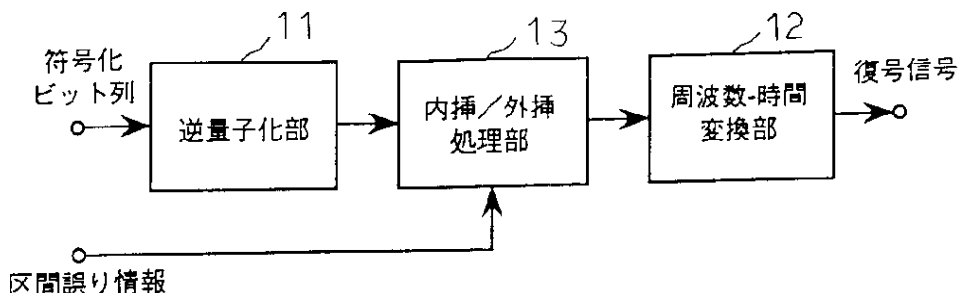 11
13
12
符号化
ビット列
逆量子化部
内挿／外挿
処理部
周波数-時間
変換部
復号信号
区間誤り情報